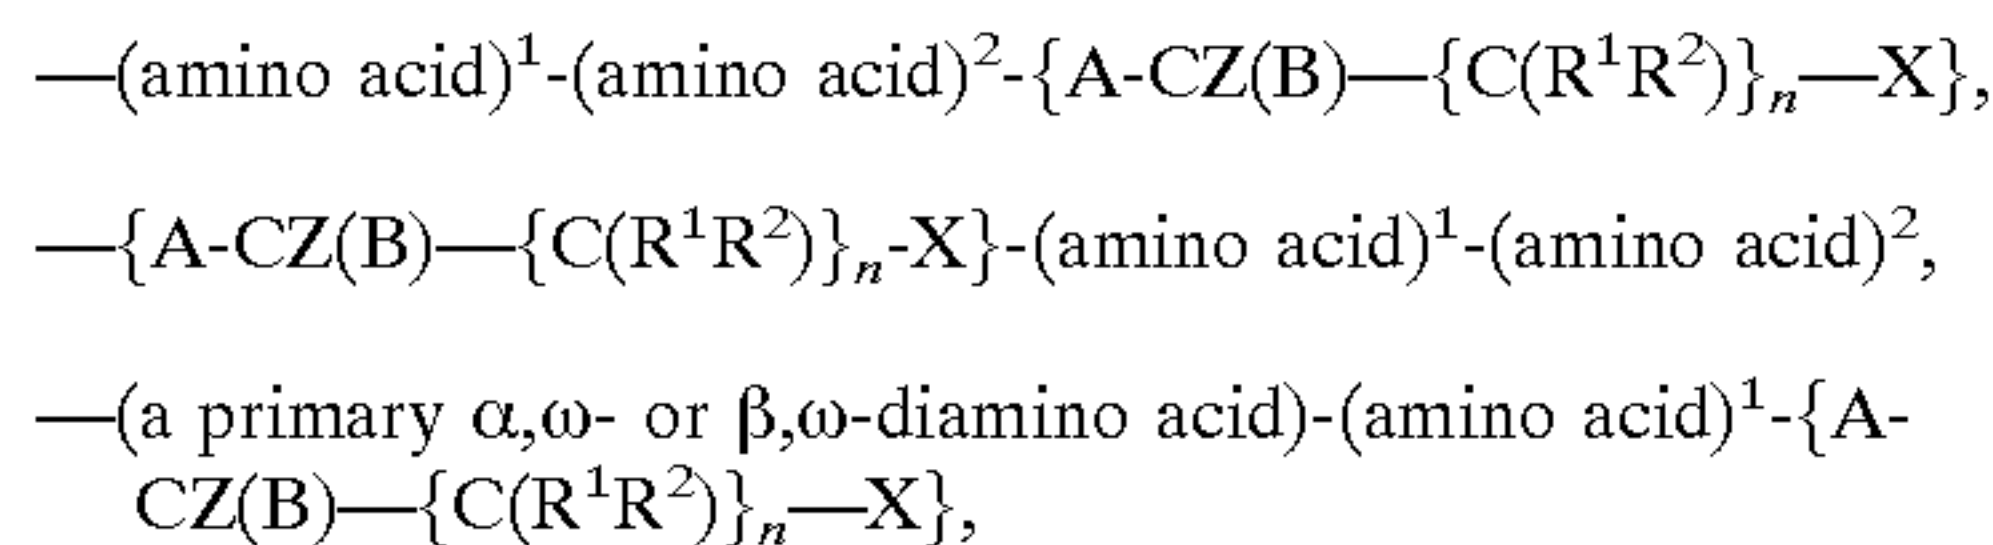 —(amino acid)¹-(amino acid)²-{A-CZ(B)—{C(R¹R²)}ₙ—X},
—{A-CZ(B)—{C(R¹R²)}ₙ-X}-(amino acid)¹-(amino acid)²,
—(a primary α,ω- or β,ω-diamino acid)-(amino acid)¹-{A-
CZ(B)—{C(R¹R²)}ₙ—X},